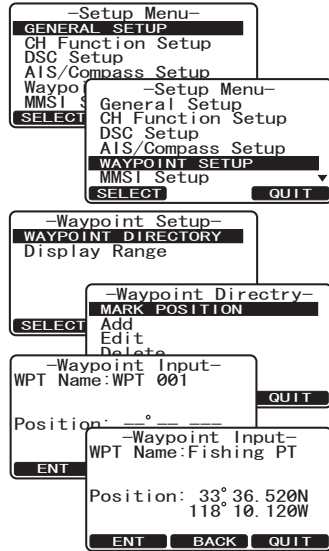 -Setup Menu-
GENERAL SETUP
CH Function Setup
DSC Setup
AIS/Compass Setup
MMSI
SELECT
-Setup Menu-
General Setup
CH Function Setup
DSC Setup
AIS/Compass Setup
WAYPOINT SETUP
MMSI Setup
SELECT QUIT
-Waypoint Setup-
WAYPOINT DIRECTORY
Display Range
SELECT
-Waypoint Directry-
MARK POSITION
Add
Edit
Delete
QUIT
-Waypoint Input-
WPT Name:WPT 001
Position: --°-- ---
ENT
-Waypoint Input-
WPT Name:Fishing PT
Position: 33°36.520N
118°10.120W
ENT BACK QUIT